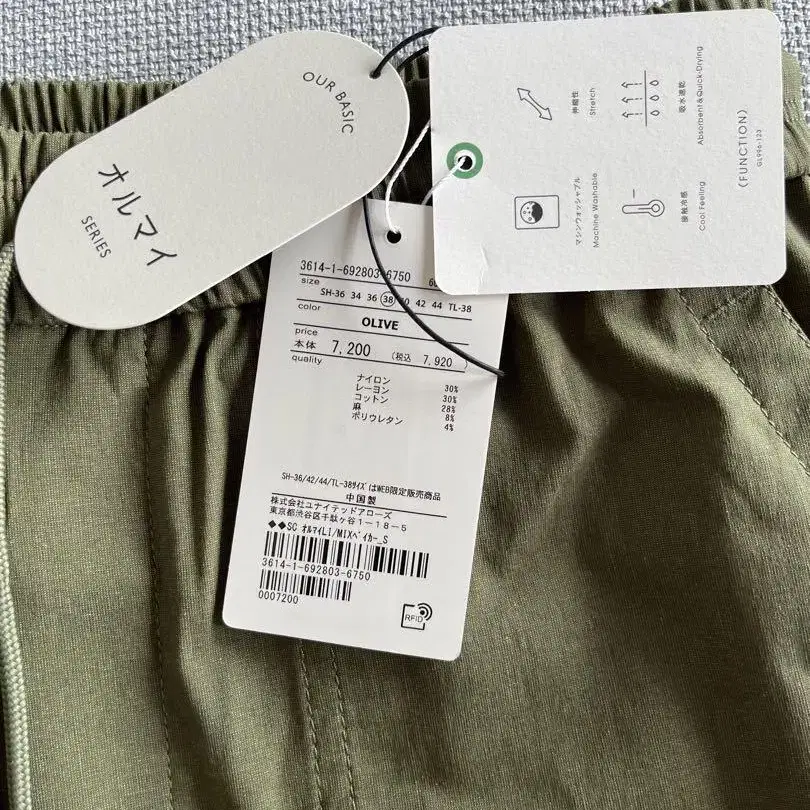 OUR BASIC
オルマイ
SERIES
伸縮性
Stretch
吸水速乾
Absorbent&Quick-Drying
マシンウォッシャブル
Machine Washable
接触冷感
Cool Feeling
(FUNCTION)
GL996-123
3614-1-692803-6750
size
SH-36 34 36 38 40 42 44 TL-38
color
OLIVE
price
本体 7,200 (税込 7,920)
quality
ナイロン 30%
レーヨン 30%
コットン 28%
麻 8%
ポリウレタン 4%
SH-36/42/44/TL-38サイズはWEB限定販売商品
中国製
株式会社ユナイテッドアローズ
東京都渋谷区千駄ヶ谷1-18-5
◆◆SC オルマイLI/MIXベイカー_S
3614-1-692803-6750
0007200
RFID